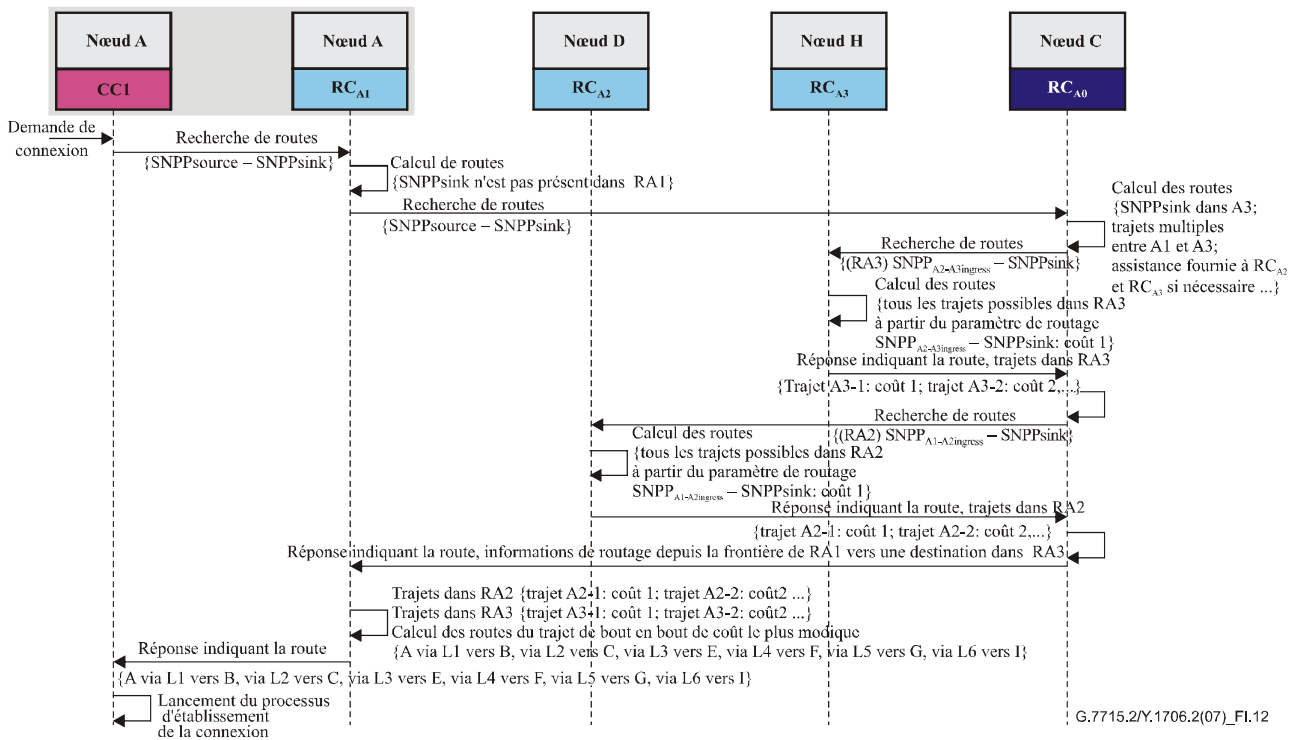 Nœud A
Nœud A
Nœud D
Nœud H
Nœud C
CC1
RCA1
RCA2
RCA3
RCA0
Demande de
connexion
Recherche de routes
{SNPPsource – SNPPsink}
Calcul de routes
{SNPPsink n'est pas présent dans RA1}
Recherche de routes
{SNPPsource – SNPPsink}
Calcul des routes
{SNPPsink dans A3;
trajets multiples
entre A1 et A3;
assistance fournie à RCA2
et RCA3 si nécessaire ...}
Recherche de routes
{(RA3) SNPPA2-A3ingress – SNPPsink}
Calcul des routes
{tous les trajets possibles dans RA3
à partir du paramètre de routage
SNPPA2-A3ingress – SNPPsink: coût 1}
Réponse indiquant la route, trajets dans RA3
{Trajet A3-1: coût 1; trajet A3-2: coût 2,...}
Recherche de routes
{(RA2) SNPPA1-A2ingress – SNPPsink}
Calcul des routes
{tous les trajets possibles dans RA2
à partir du paramètre de routage
SNPPA1-A2ingress – SNPPsink: coût 1}
Réponse indiquant la route, trajets dans RA2
{trajet A2-1: coût 1; trajet A2-2: coût 2,...}
Réponse indiquant la route, informations de routage depuis la frontière de RA1 vers une destination dans RA3
Trajets dans RA2 {trajet A2-1: coût 1; trajet A2-2: coût2 ...}
Trajets dans RA3 {trajet A3-1: coût 1; trajet A3-2: coût2 ...}
Calcul des routes du trajet de bout en bout de coût le plus modique
{A via L1 vers B, via L2 vers C, via L3 vers E, via L4 vers F, via L5 vers G, via L6 vers I}
Réponse indiquant la route
{A via L1 vers B, via L2 vers C, via L3 vers E, via L4 vers F, via L5 vers G, via L6 vers I}
Lancement du processus
d'établissement
de la connexion
G.7715.2/Y.1706.2(07)_FI.12